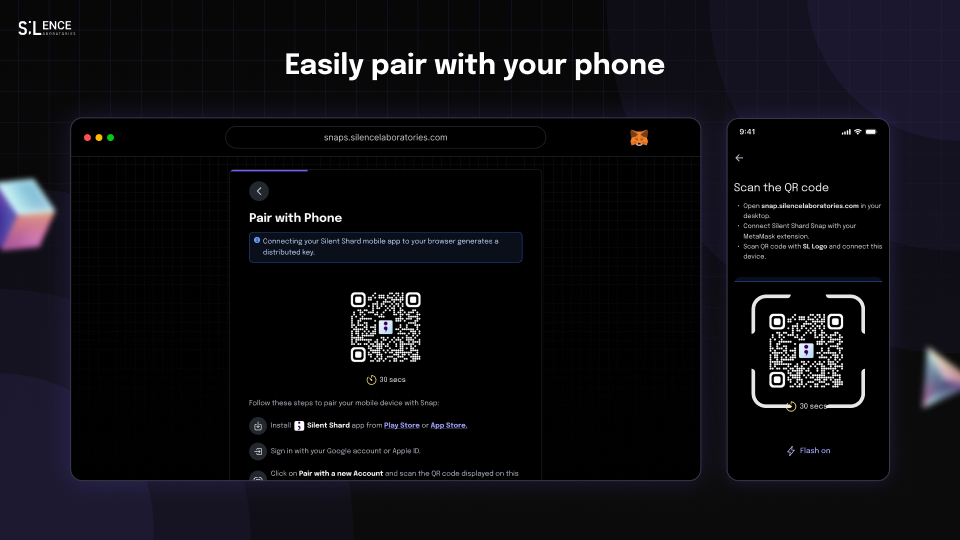 SiLENCE
LABORATORIES
Easily pair with your phone
snaps.silencelaboratories.com
Pair with Phone
Connecting your Silent Shard mobile app to your browser generates a
distributed key.
30 secs
Follow these steps to pair your mobile device with Snap:
Install Silent Shard app from Play Store or App Store.
Sign in with your Google account or Apple ID.
Click on Pair with a new Account and scan the QR code displayed on this
9:41
Scan the QR code
• Open snap.silencelaboratories.com in your
desktop.
• Connect Silent Shard Snap with your
MetaMask extension.
• Scan QR code with SL Logo and connect this
device.
30 secs
Flash on